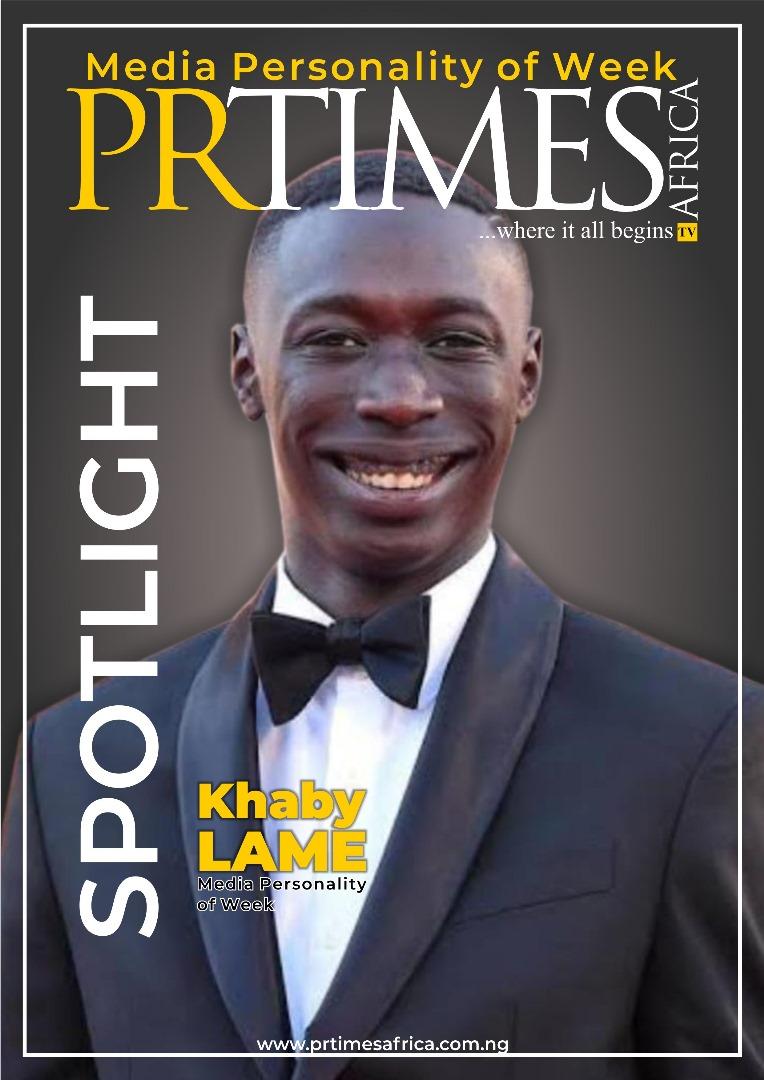 Media Personality of Week
PRTIMES AFRICA
...where it all begins TV
SPOTLIGHT
Khaby
LAME
Media Personality
of Week
www.prtimesafrica.com.ng